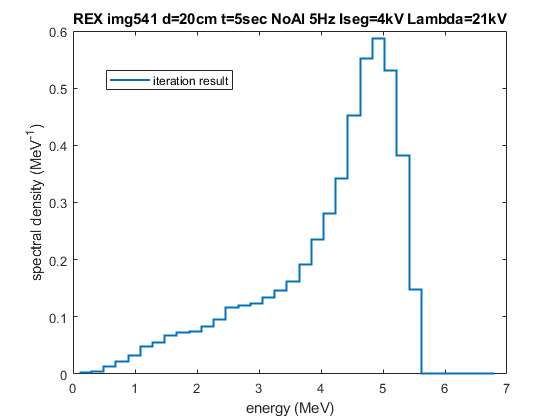 REX img541 d=20cm t=5sec NoAl 5Hz Iseg=4kV Lambda=21kV
0.6
iteration result
0.5
0.4
0.3
0.2
0.1
0
spectral density (MeV⁻¹)
0 1 2 3 4 5 6 7
energy (MeV)